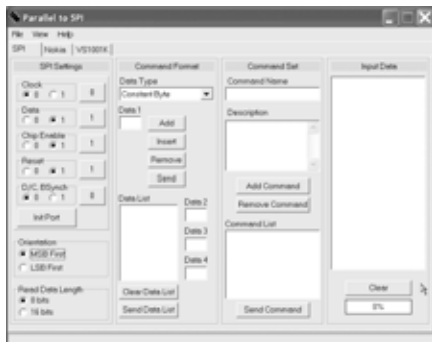 Parallel to SPI
File View Help
SPI Nokia VS1001K
SPI Settings
Clock
0 1 0
Data
0 1 1
Chip Enable
0 1 1
Reset
0 1 1
D/C, BSynch
0 1 0
Init Port
Orientation
MSB First
LSB First
Read Data Length
8 bits
16 bits
Command Format
Data Type
Constant Byte
Data 1
Add
Insert
Remove
Send
Data List
Data 2
Data 3
Data 4
Clear Data List
Send Data List
Command Set
Command Name
Description
Add Command
Remove Command
Command List
Send Command
Input Data
Clear
0%